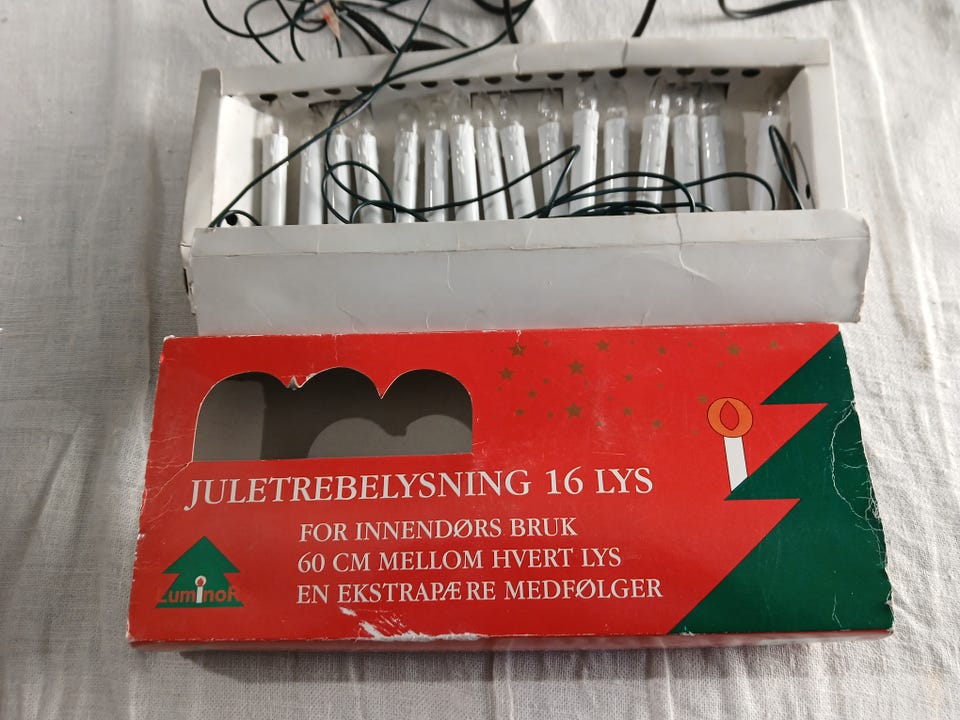 JULETREBELYSNING 16 LYS
FOR INNENDØRS BRUK
60 CM MELLOM HVERT LYS
EN EKSTRAPÆRE MEDFØLGER
LuminoR